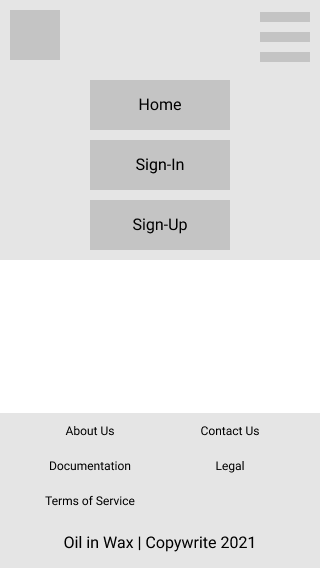 Home
Sign-In
Sign-Up
About Us
Contact Us
Documentation
Legal
Terms of Service
Oil in Wax | Copywrite 2021